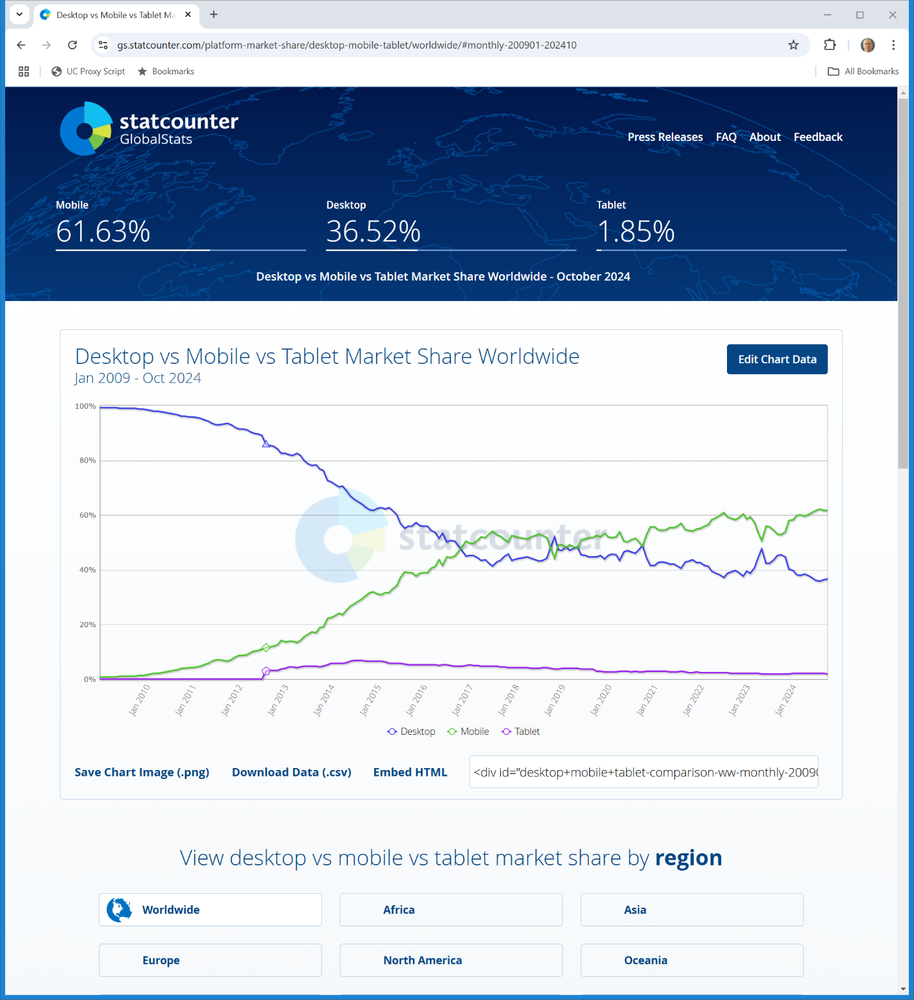 Desktop vs Mobile vs Tablet Ma
gs.statcounter.com/platform-market-share/desktop-mobile-tablet/worldwide/#monthly-200901-202410
UC Proxy Script
Bookmarks
All Bookmarks
statcounter
GlobalStats
Press Releases FAQ About Feedback
Mobile
61.63%
Desktop
36.52%
Tablet
1.85%
Desktop vs Mobile vs Tablet Market Share Worldwide - October 2024
Desktop vs Mobile vs Tablet Market Share Worldwide
Jan 2009 - Oct 2024
Edit Chart Data
100%
80%
60%
40%
20%
0%
statcounter
Jan 2010
Jan 2011
Jan 2012
Jan 2013
Jan 2014
Jan 2015
Jan 2016
Jan 2017
Jan 2018
Jan 2019
Jan 2020
Jan 2021
Jan 2022
Jan 2023
Jan 2024
Desktop Mobile Tablet
Save Chart Image (.png)
Download Data (.csv)
Embed HTML
<div id="desktop+mobile+tablet-comparison-ww-monthly-20090
View desktop vs mobile vs tablet market share by region
Worldwide
Africa
Asia
Europe
North America
Oceania